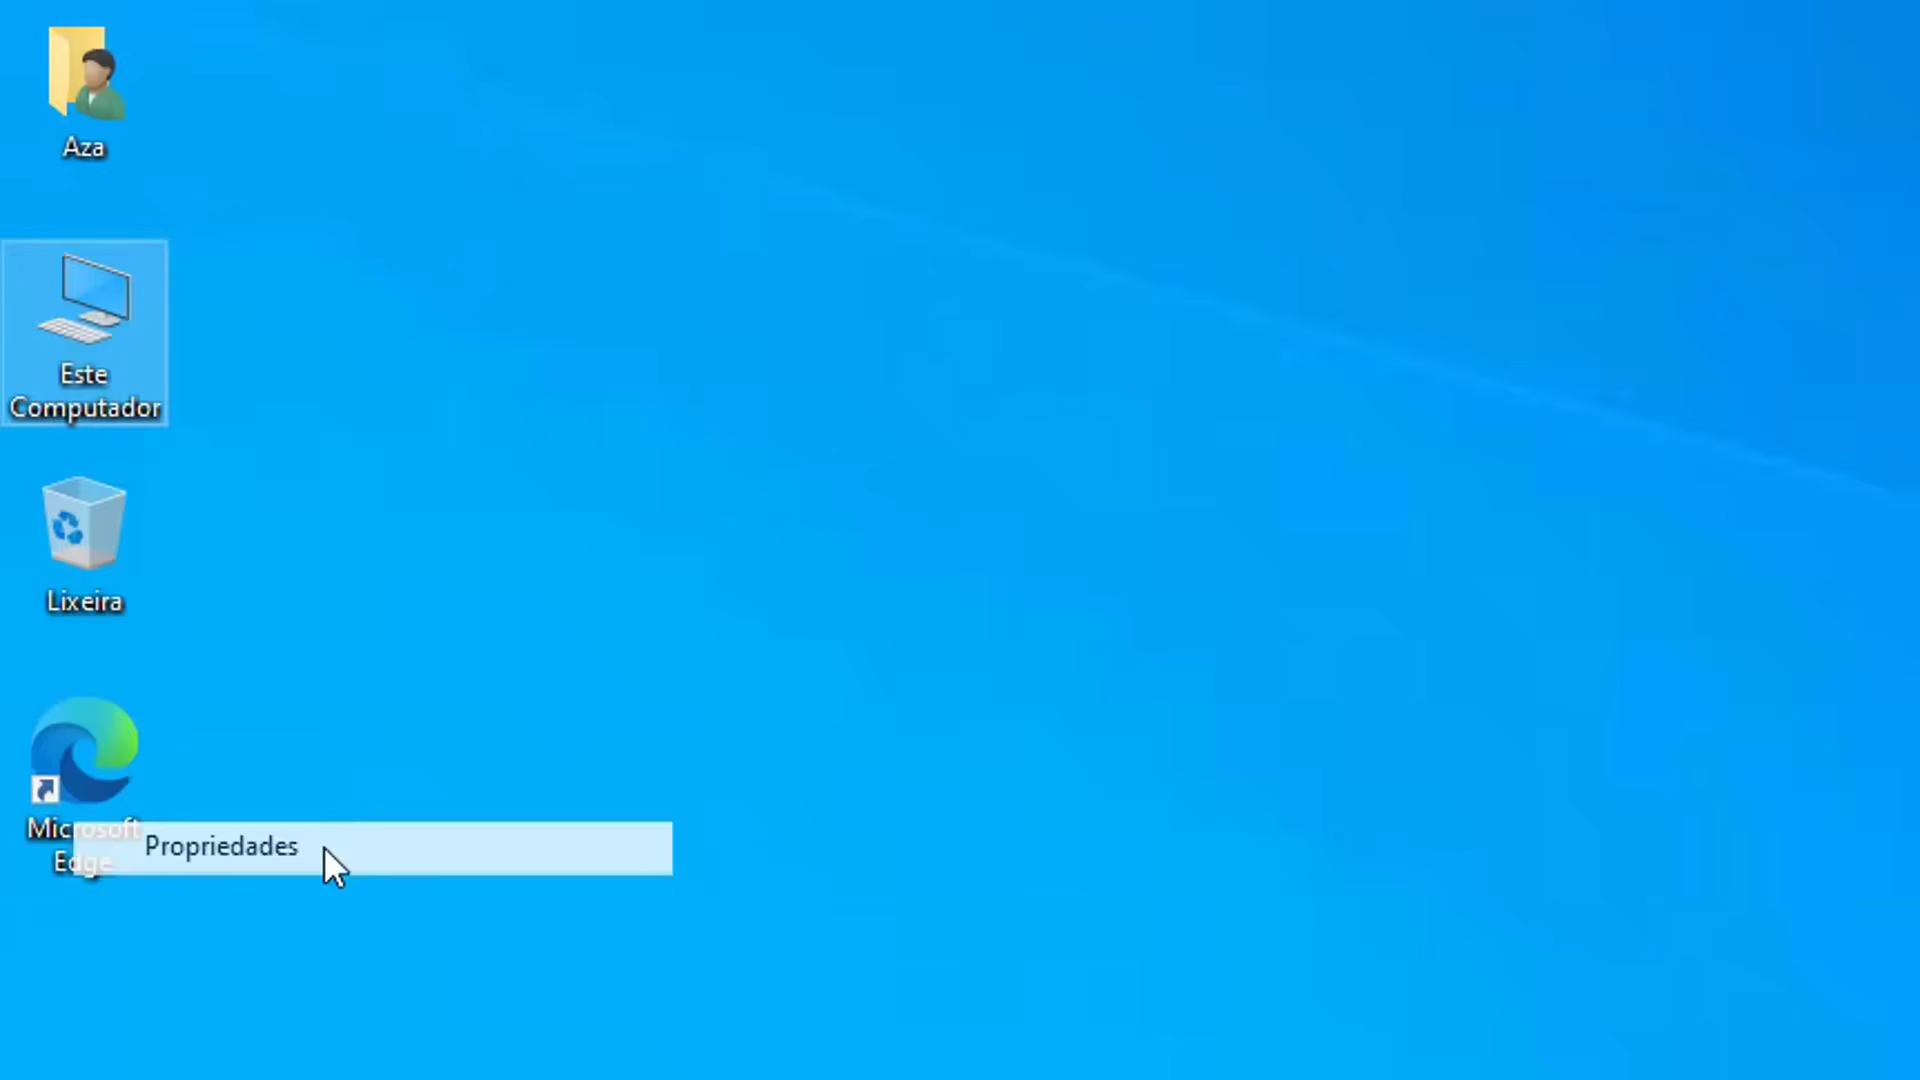 Aza
Este
Computador
Lixeira
Microsoft
Edge
Propriedades